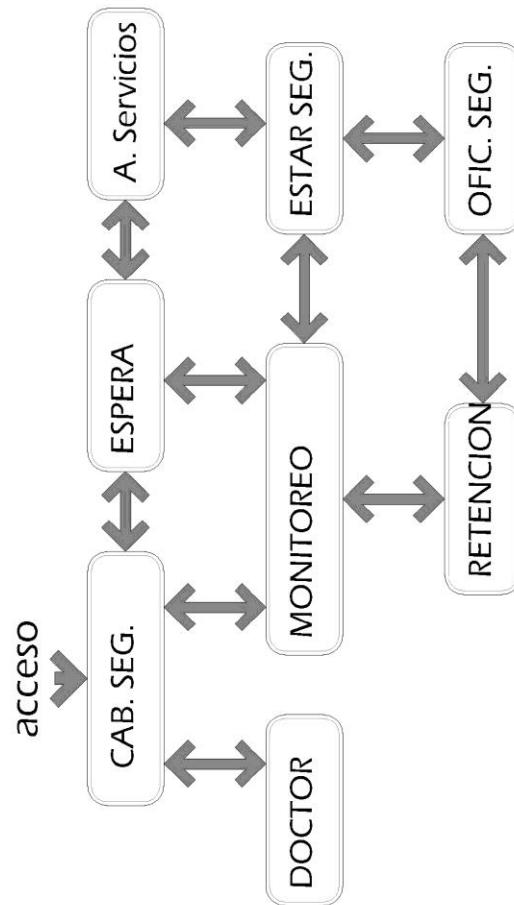 acceso
CAB. SEG.
ESPERA
A. Servicios
DOCTOR
MONITOREO
ESTAR SEG.
RETENCION
OFIC. SEG.